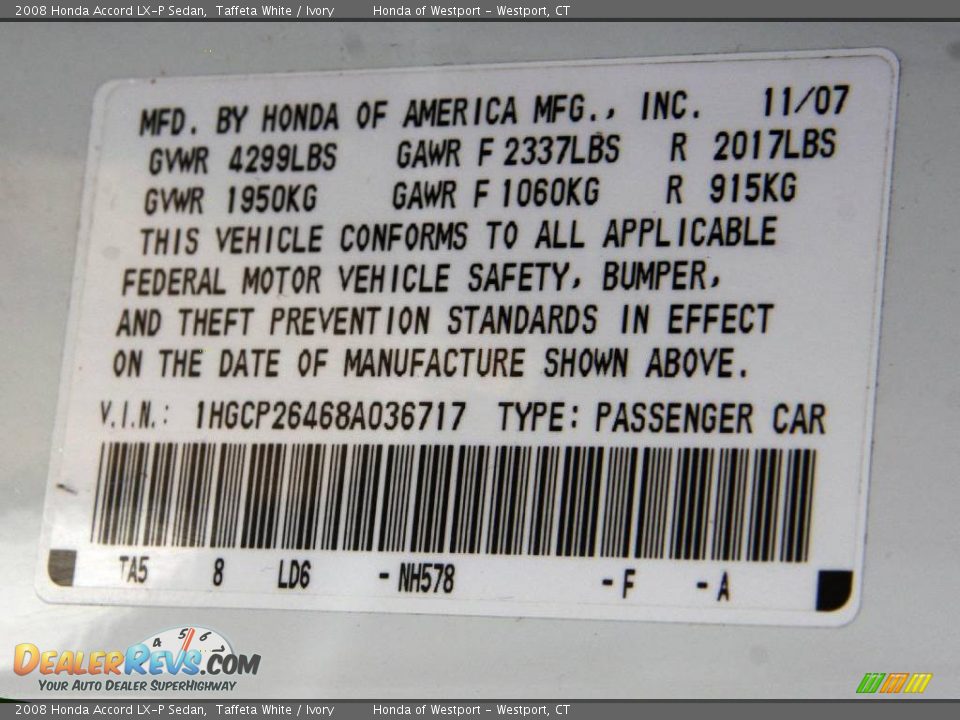 2008 Honda Accord LX-P Sedan, Taffeta White / Ivory Honda of Westport - Westport, CT
MFD. BY HONDA OF AMERICA MFG., INC. 11/07
GVWR 4299LBS GAWR F 2337LBS R 2017LBS
GVWR 1950KG GAWR F 1060KG R 915KG
THIS VEHICLE CONFORMS TO ALL APPLICABLE
FEDERAL MOTOR VEHICLE SAFETY, BUMPER,
AND THEFT PREVENTION STANDARDS IN EFFECT
ON THE DATE OF MANUFACTURE SHOWN ABOVE.
V.I.N.: 1HGCP26468A036717 TYPE: PASSENGER CAR
TA5 8 LD6 -NH578 -F -A
4 5 6
DEALERREVS.COM
YOUR AUTO DEALER SUPERHIGHWAY
2008 Honda Accord LX-P Sedan, Taffeta White / Ivory Honda of Westport - Westport, CT